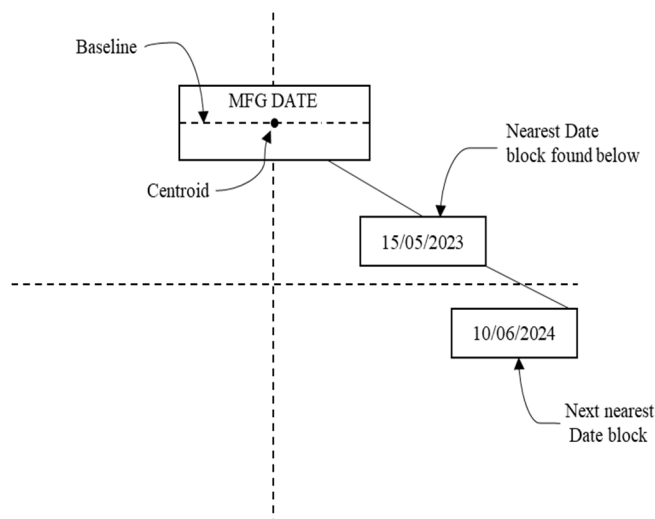 Baseline
MFG DATE
Nearest Date
block found below
Centroid
15/05/2023
10/06/2024
Next nearest
Date block